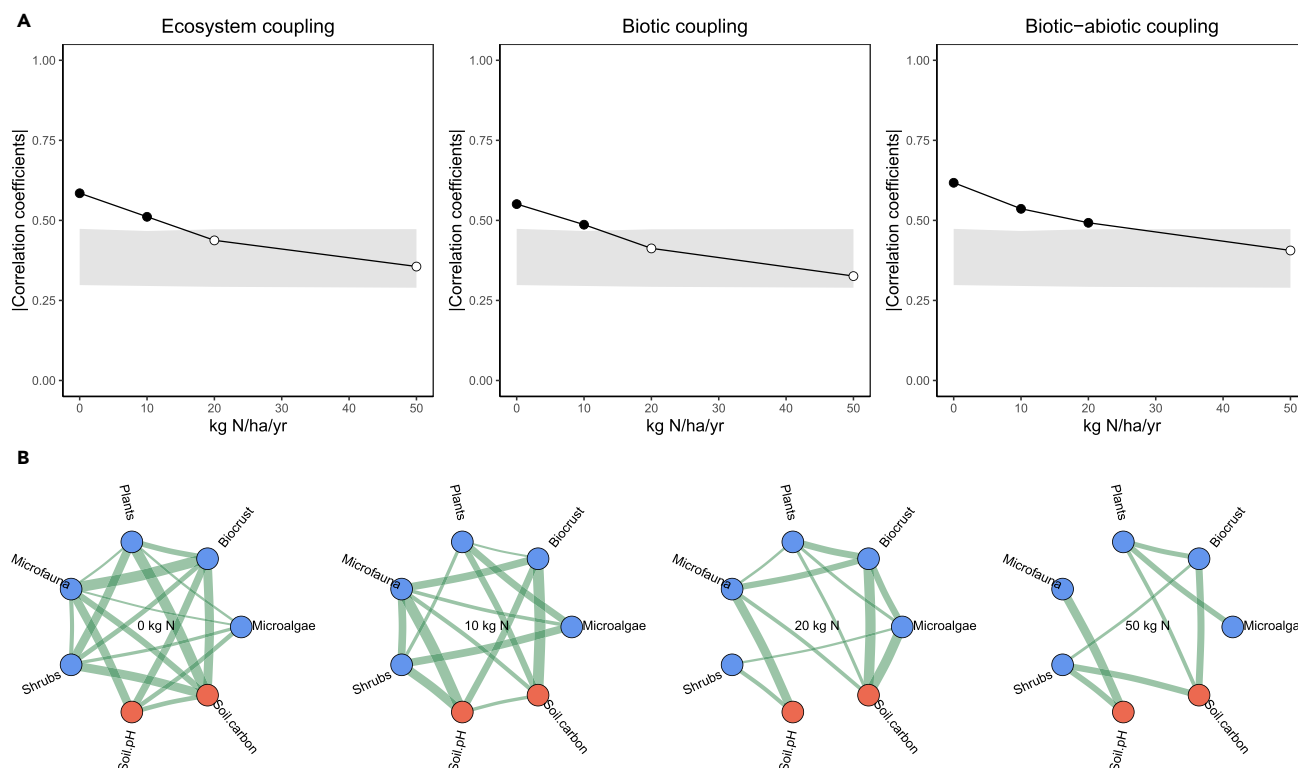 A
Ecosystem coupling
Biotic coupling
Biotic−abiotic coupling
|Correlation coefficients|
1.00
0.75
0.50
0.25
0.00
0 10 20 30 40 50
kg N/ha/yr
|Correlation coefficients|
1.00
0.75
0.50
0.25
0.00
0 10 20 30 40 50
kg N/ha/yr
|Correlation coefficients|
1.00
0.75
0.50
0.25
0.00
0 10 20 30 40 50
kg N/ha/yr
B
Plants
Biocrust
Microfauna
0 kg N
Microalgae
Shrubs
Soil.pH
Soil.carbon
Plants
Biocrust
Microfauna
10 kg N
Microalgae
Shrubs
Soil.pH
Soil.carbon
Plants
Biocrust
Microfauna
20 kg N
Microalgae
Shrubs
Soil.pH
Soil.carbon
Plants
Biocrust
Microfauna
50 kg N
Microalga
Shrubs
Soil.pH
Soil.carbon